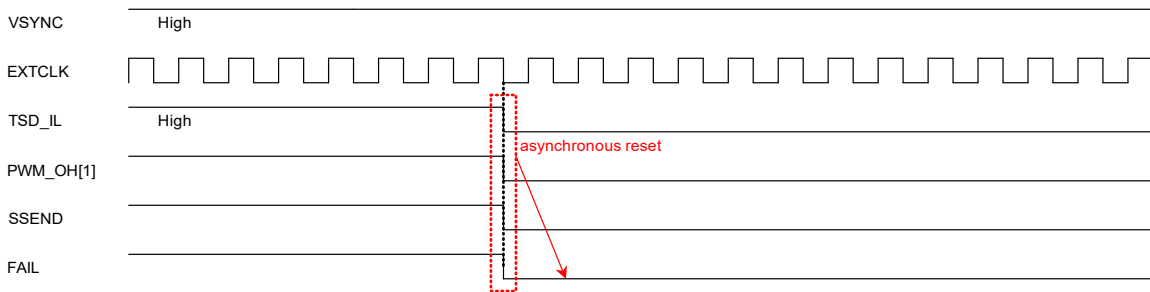 VSYNC High
EXTCLK
TSD_IL High
asynchronous reset
PWM_OH[1]
SSEND
FAIL